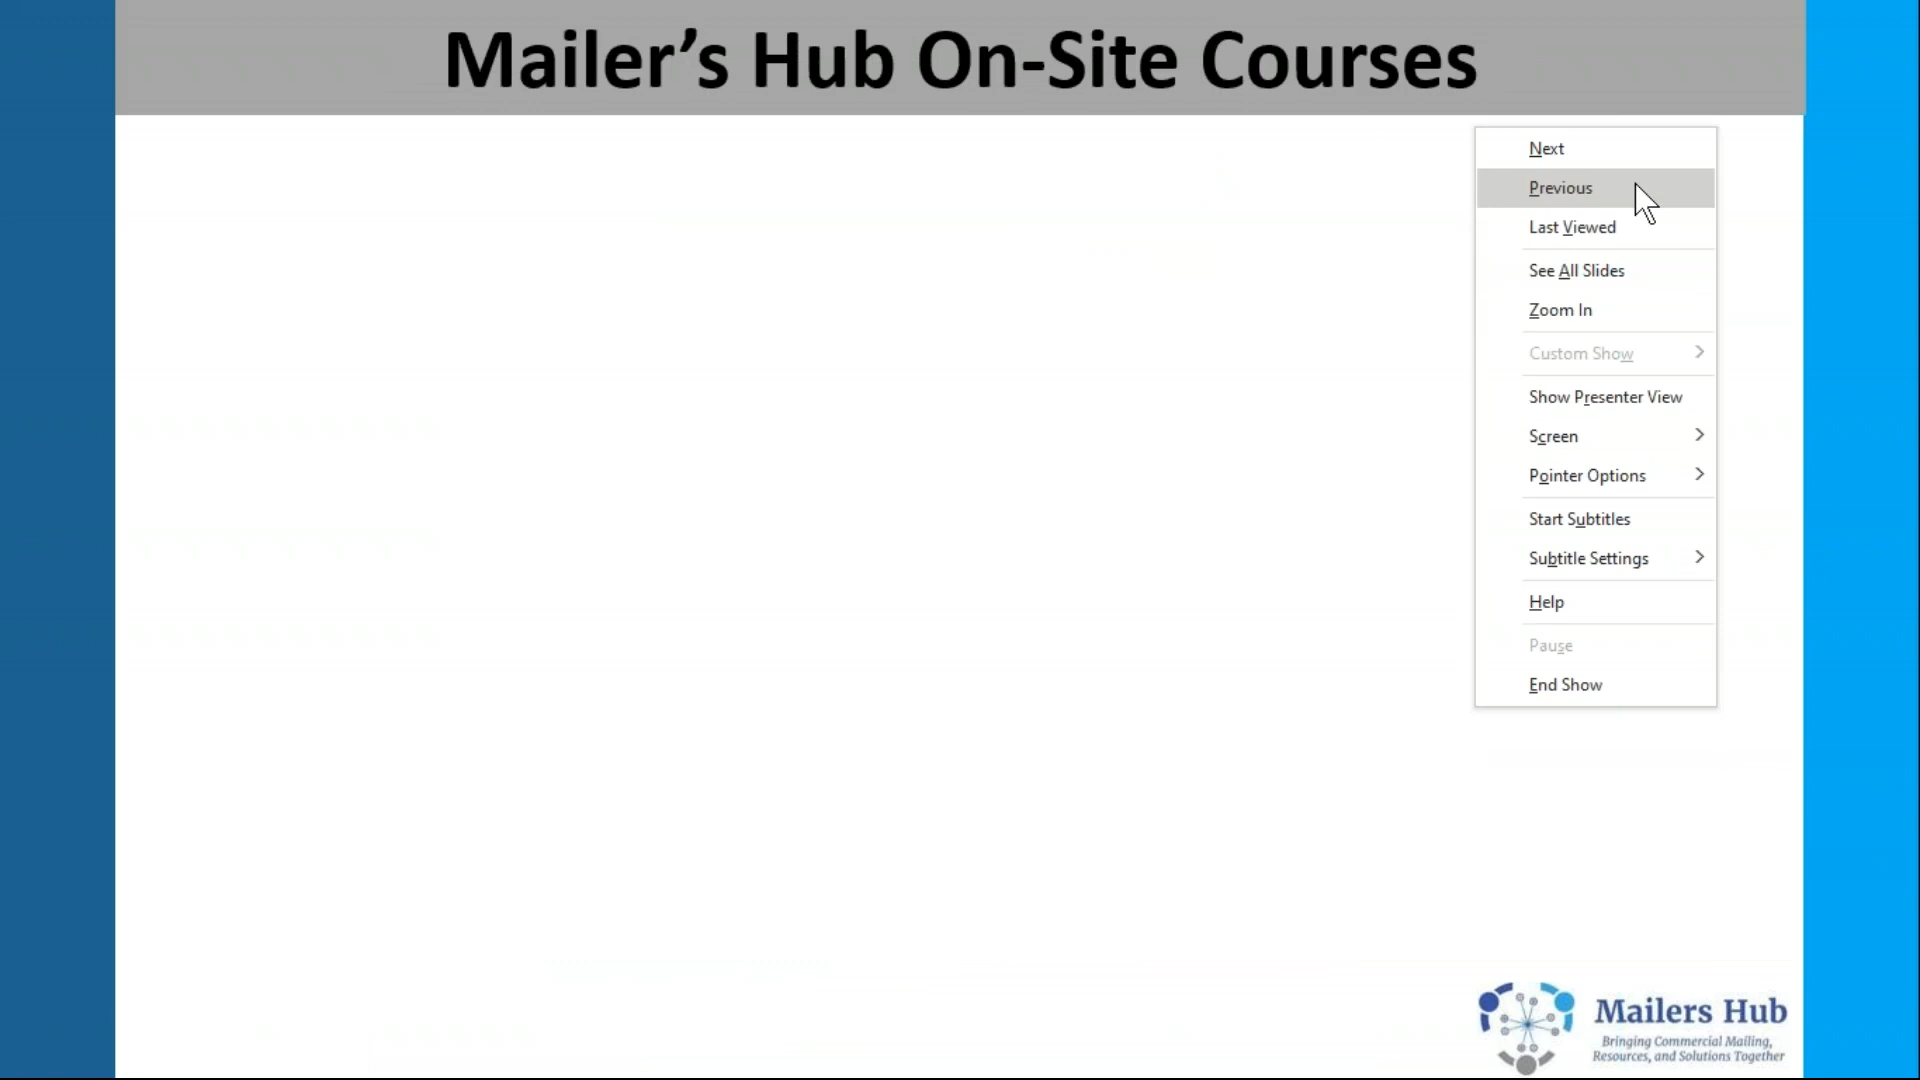 Mailer’s Hub On-Site Courses
Next
Previous
Last Viewed
See All Slides
Zoom In
Custom Show
Show Presenter View
Screen
Pointer Options
Start Subtitles
Subtitle Settings
Help
Pause
End Show
Mailers Hub
Bringing Commercial Mailing,
Resources, and Solutions Together